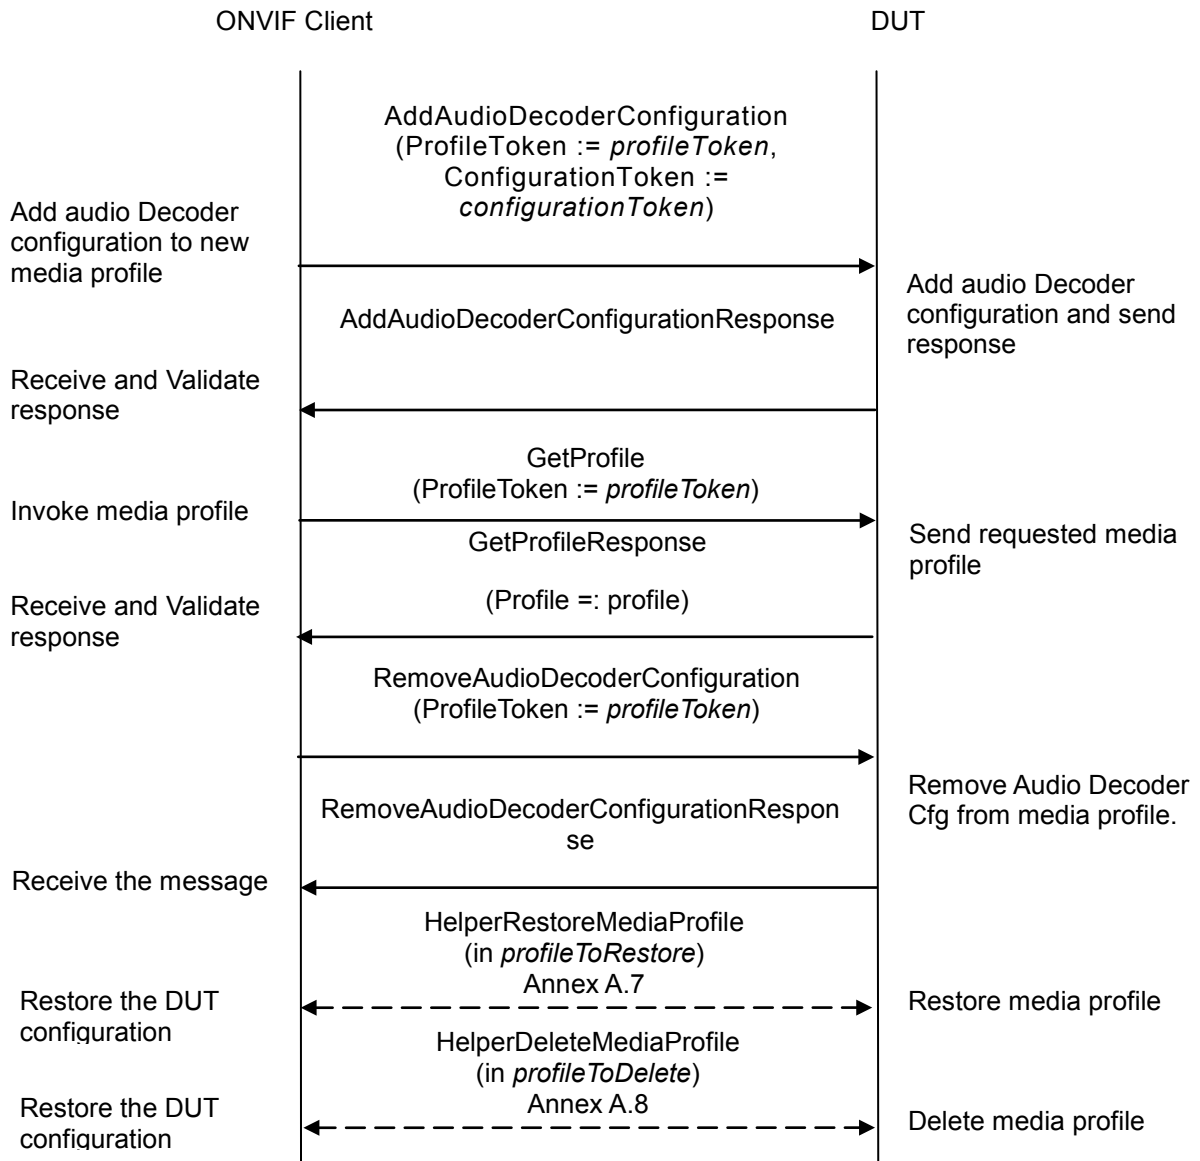 ONVIF Client
DUT
AddAudioDecoderConfiguration
(ProfileToken := profileToken,
ConfigurationToken :=
configurationToken)
Add audio Decoder
configuration to new
media profile
Add audio Decoder
configuration and send
response
AddAudioDecoderConfigurationResponse
Receive and Validate
response
GetProfile
(ProfileToken := profileToken)
Invoke media profile
Send requested media
profile
GetProfileResponse
(Profile =: profile)
Receive and Validate
response
RemoveAudioDecoderConfiguration
(ProfileToken := profileToken)
Remove Audio Decoder
Cfg from media profile.
RemoveAudioDecoderConfigurationRespon
se
Receive the message
HelperRestoreMediaProfile
(in profileToRestore)
Annex A.7
Restore the DUT
configuration
Restore media profile
HelperDeleteMediaProfile
(in profileToDelete)
Annex A.8
Restore the DUT
configuration
Delete media profile